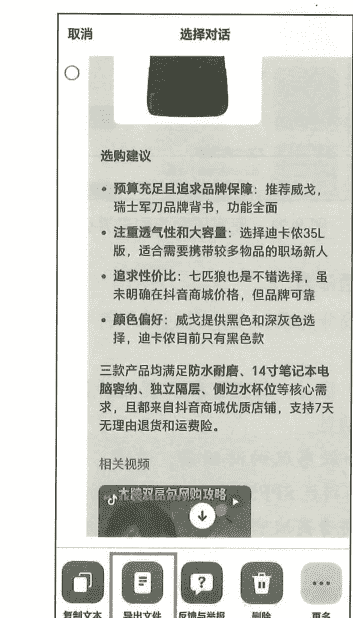 取消 选择对话
选购建议
• 预算充足且追求品牌保障：推荐威戈，
瑞士军刀品牌背书，功能全面
• 注重透气性和大容量：选择迪卡侬35L
版，适合需要携带较多物品的职场新人
• 追求性价比：七匹狼也是不错选择，虽
未明确在抖音商城价格，但品牌可靠
• 颜色偏好：威戈提供黑色和深灰色选
择，迪卡侬目前只有黑色款
三款产品均满足防水耐磨、14寸笔记本电
脑容纳、独立隔层、侧边水杯位等核心需
求，且都来自抖音商城优质店铺，支持7天
无理由退货和运费险。
相关视频
大牌双肩包网购攻略
复制文本 导出文件 反馈与举报 删除 更多